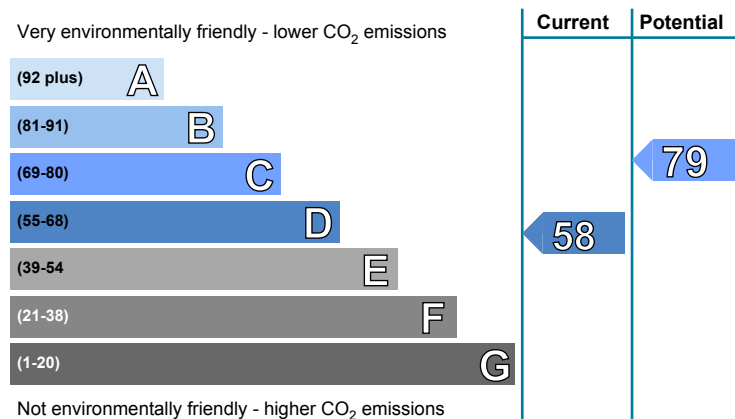 Very environmentally friendly - lower CO₂ emissions
Current
Potential
(92 plus) A
(81-91) B
(69-80) C
79
(55-68) D
58
(39-54 E
(21-38) F
(1-20) G
Not environmentally friendly - higher CO₂ emissions